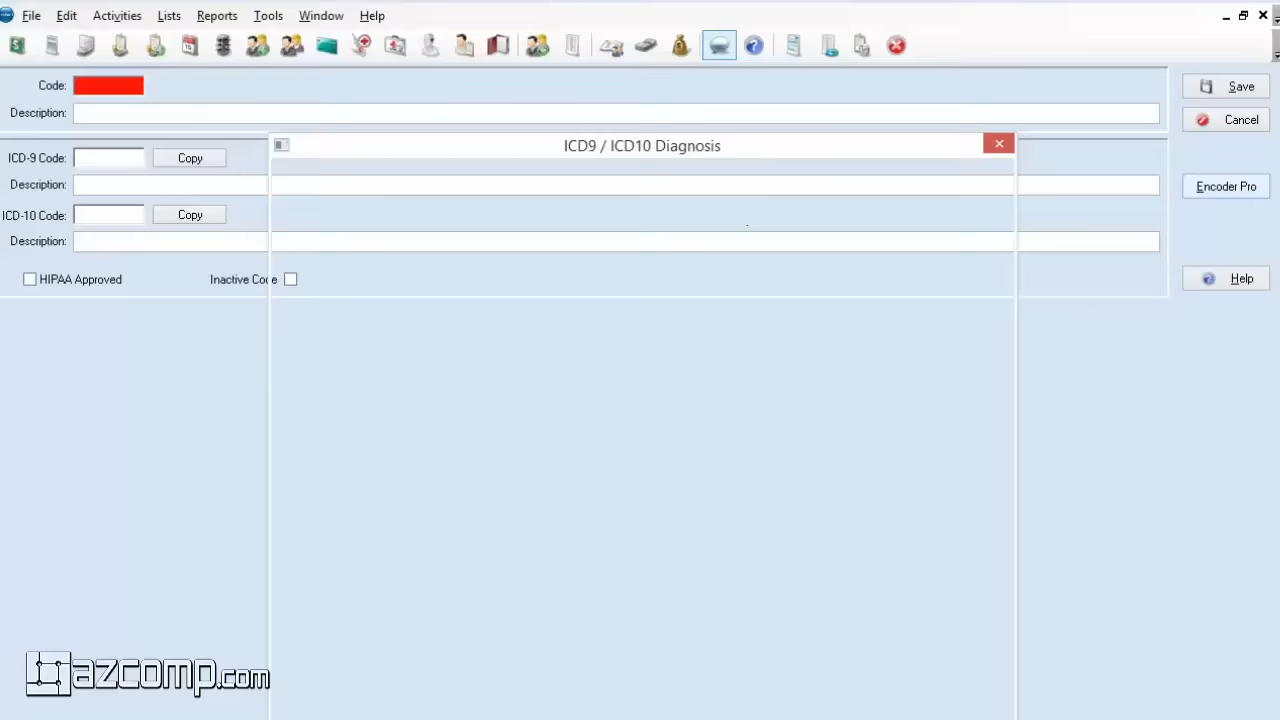 File Edit Activities Lists Reports Tools Window Help
Code:
Description:
Save
Cancel
ICD9 / ICD10 Diagnosis
ICD-9 Code: Copy
Description:
Encoder Pro
ICD-10 Code: Copy
Description:
HIPAA Approved Inactive Code
Help
azcomp.com